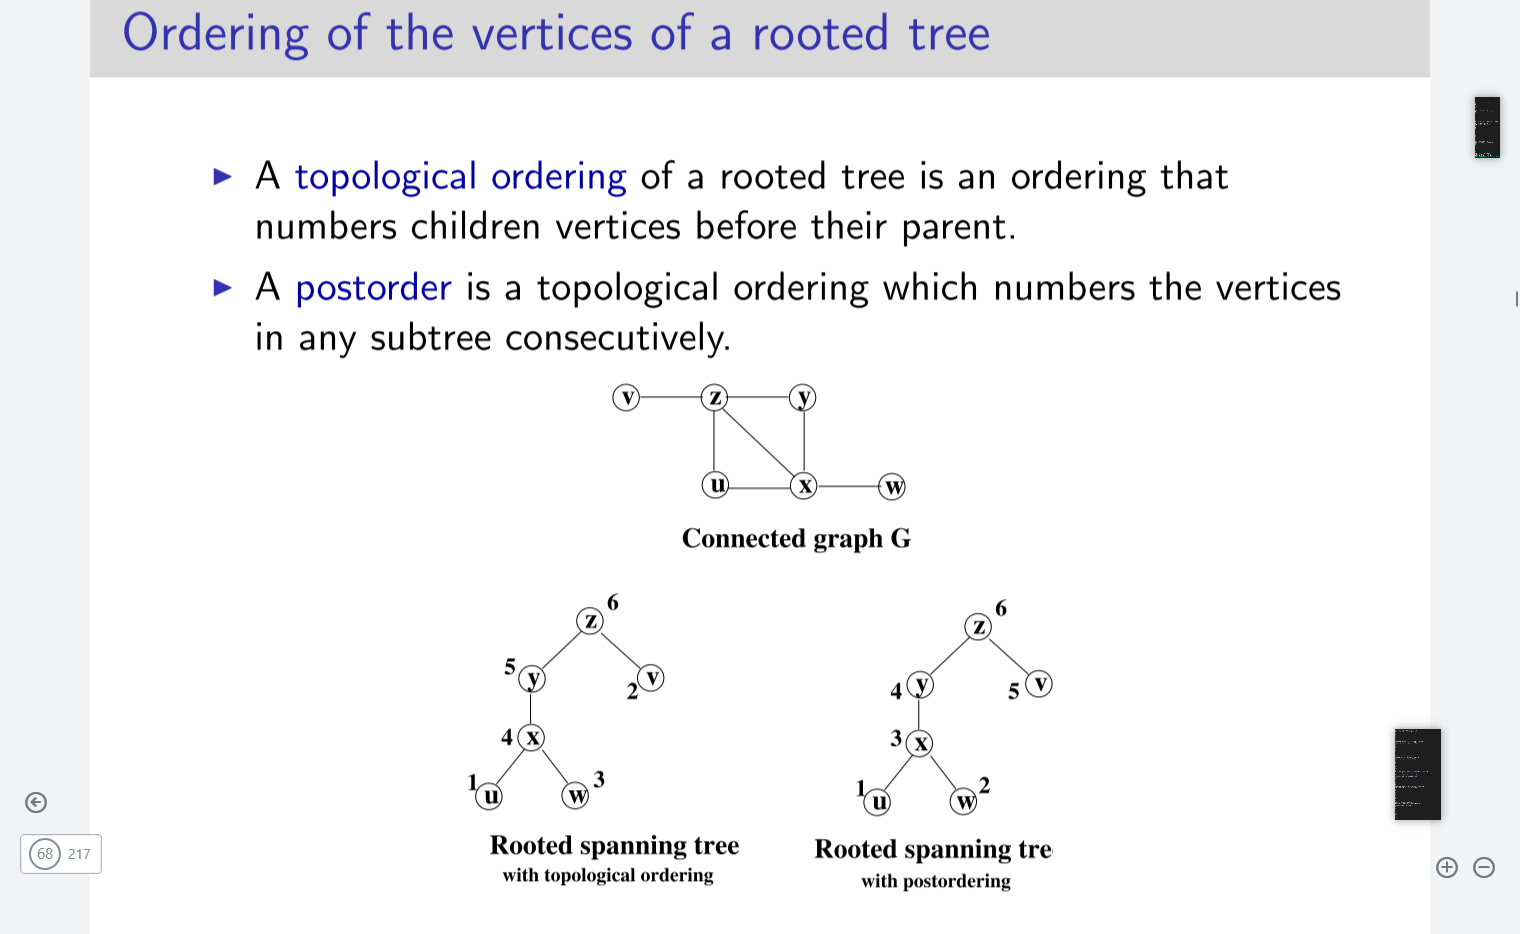 Ordering of the vertices of a rooted tree
A topological ordering of a rooted tree is an ordering that
numbers children vertices before their parent.
A postorder is a topological ordering which numbers the vertices
in any subtree consecutively.
v z y
u x w
Connected graph G
6
z
5 y
2 v
4 x
1 u
w 3
Rooted spanning tree
with topological ordering
6
z
4 y
5 v
3 x
1 u
w 2
Rooted spanning tre
with postordering
68 217